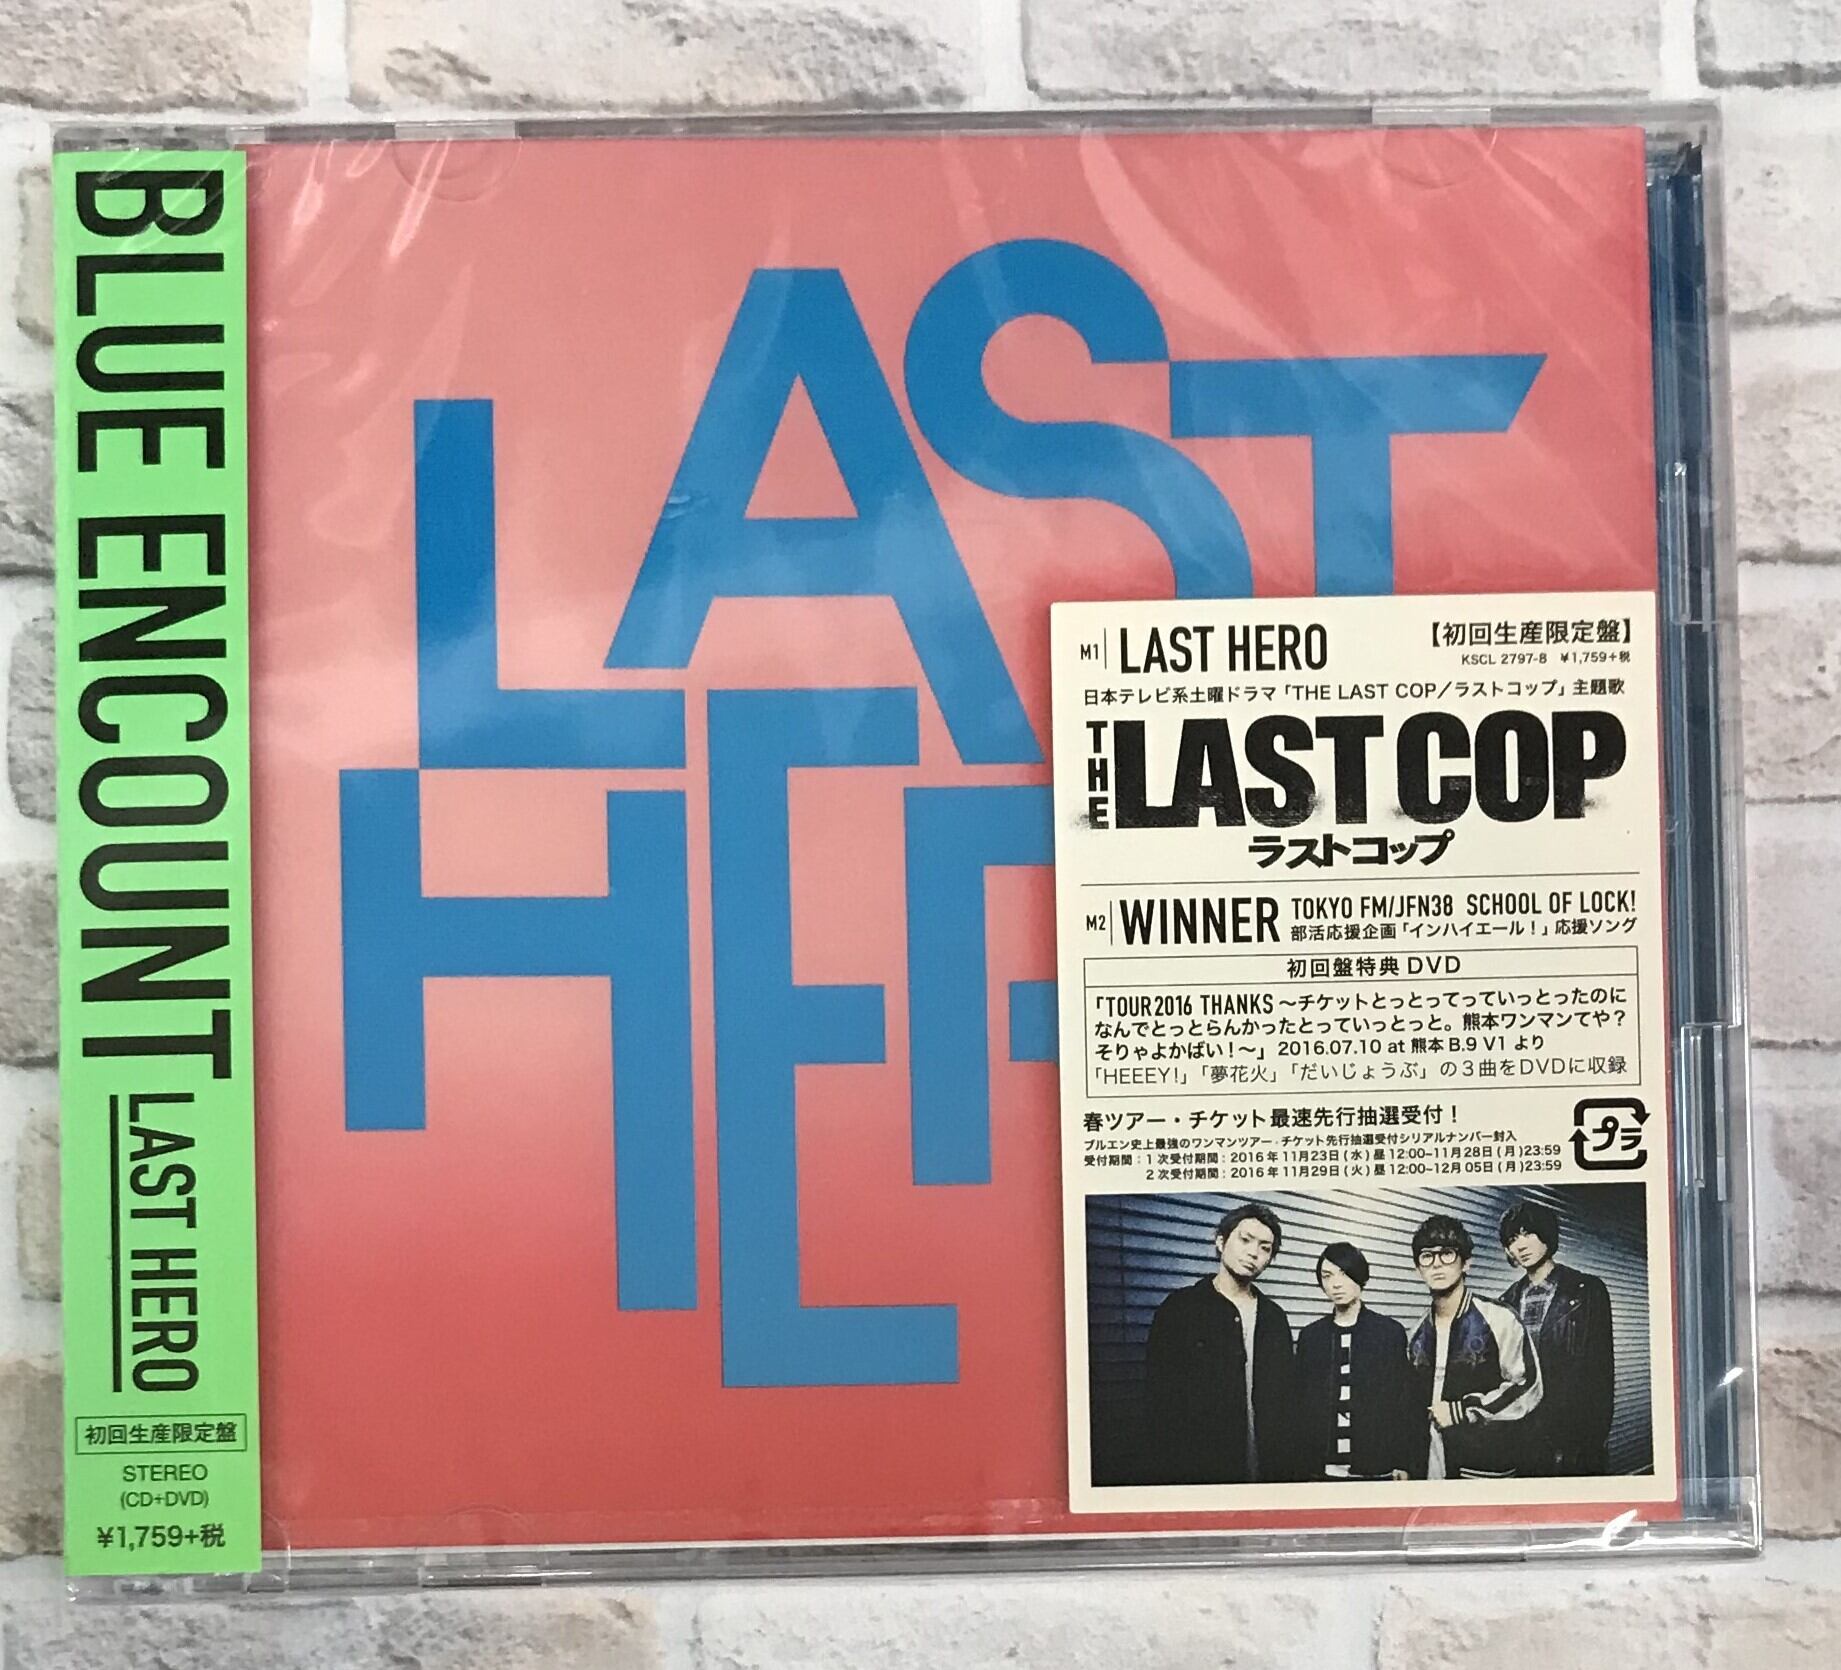 BLUE ENCOUNT
LAST HERO
初回生産限定盤
STEREO
(CD+DVD)
¥1,759+税
LAST
HE
M1 LAST HERO
【初回生産限定盤】
KSCL 2797-8 ¥1,759+税
日本テレビ系土曜ドラマ「THE LAST COP／ラストコップ」主題歌
THE LAST COP
ラストコップ
M2 WINNER
TOKYO FM/JFN38 SCHOOL OF LOCK!
部活応援企画「インハイエール！」応援ソング
初回盤特典 DVD
「TOUR2016 THANKS ～チケットとっとってっていっとったのに
なんでとっとらんかったとっていっとっと。熊本ワンマンてや？
そりゃよかばい！～」2016.07.10 at 熊本 B.9 V1 より
「HEEEY!」「夢花火」「だいじょうぶ」の３曲をDVDに収録
春ツアー・チケット最速先行抽選受付！
ブルエン史上最強のワンマンツアー・チケット先行抽選受付シリアルナンバー封入
受付期間：1次受付期間：2016年11月23日(水)昼12:00~11月28日(月)23:59
2次受付期間：2016年11月29日(火)昼12:00~12月05日(月)23:59
プラ